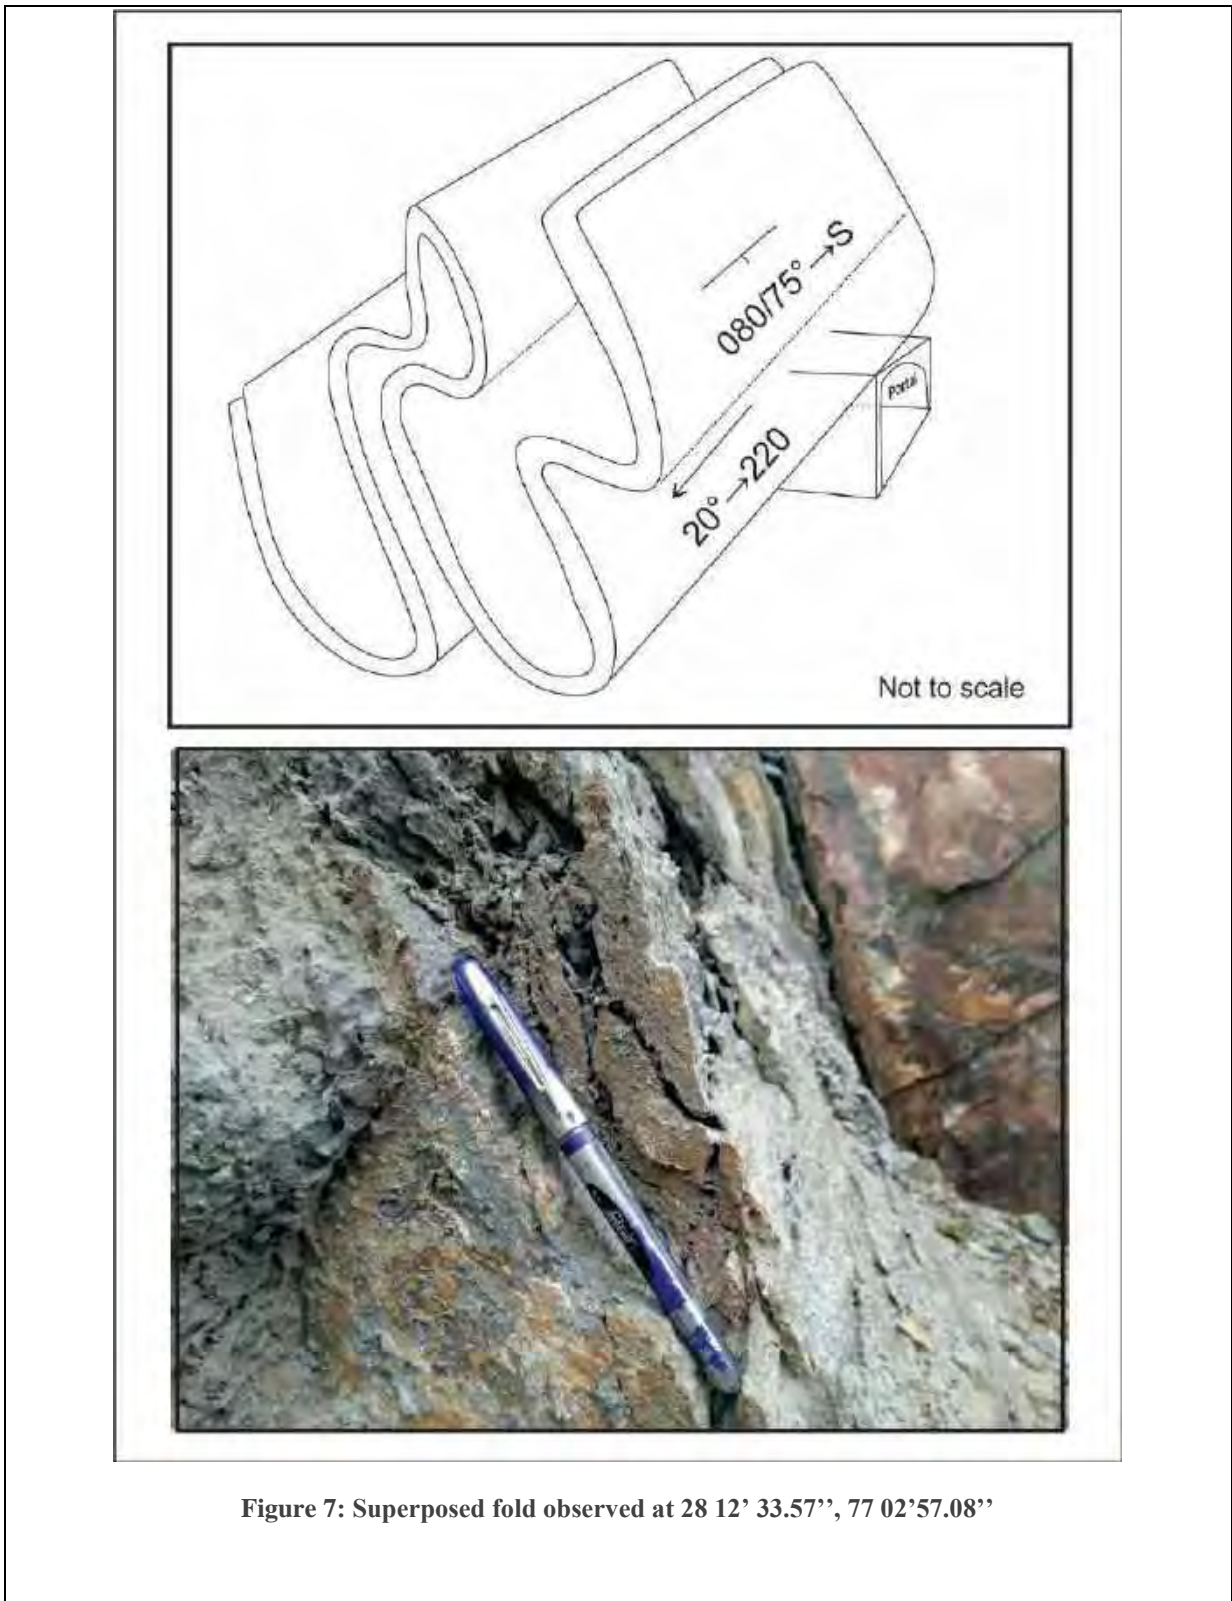 080/75° →S
Portal
20° →220
Not to scale
Figure 7: Superposed fold observed at 28 12’ 33.57’’, 77 02’57.08’’